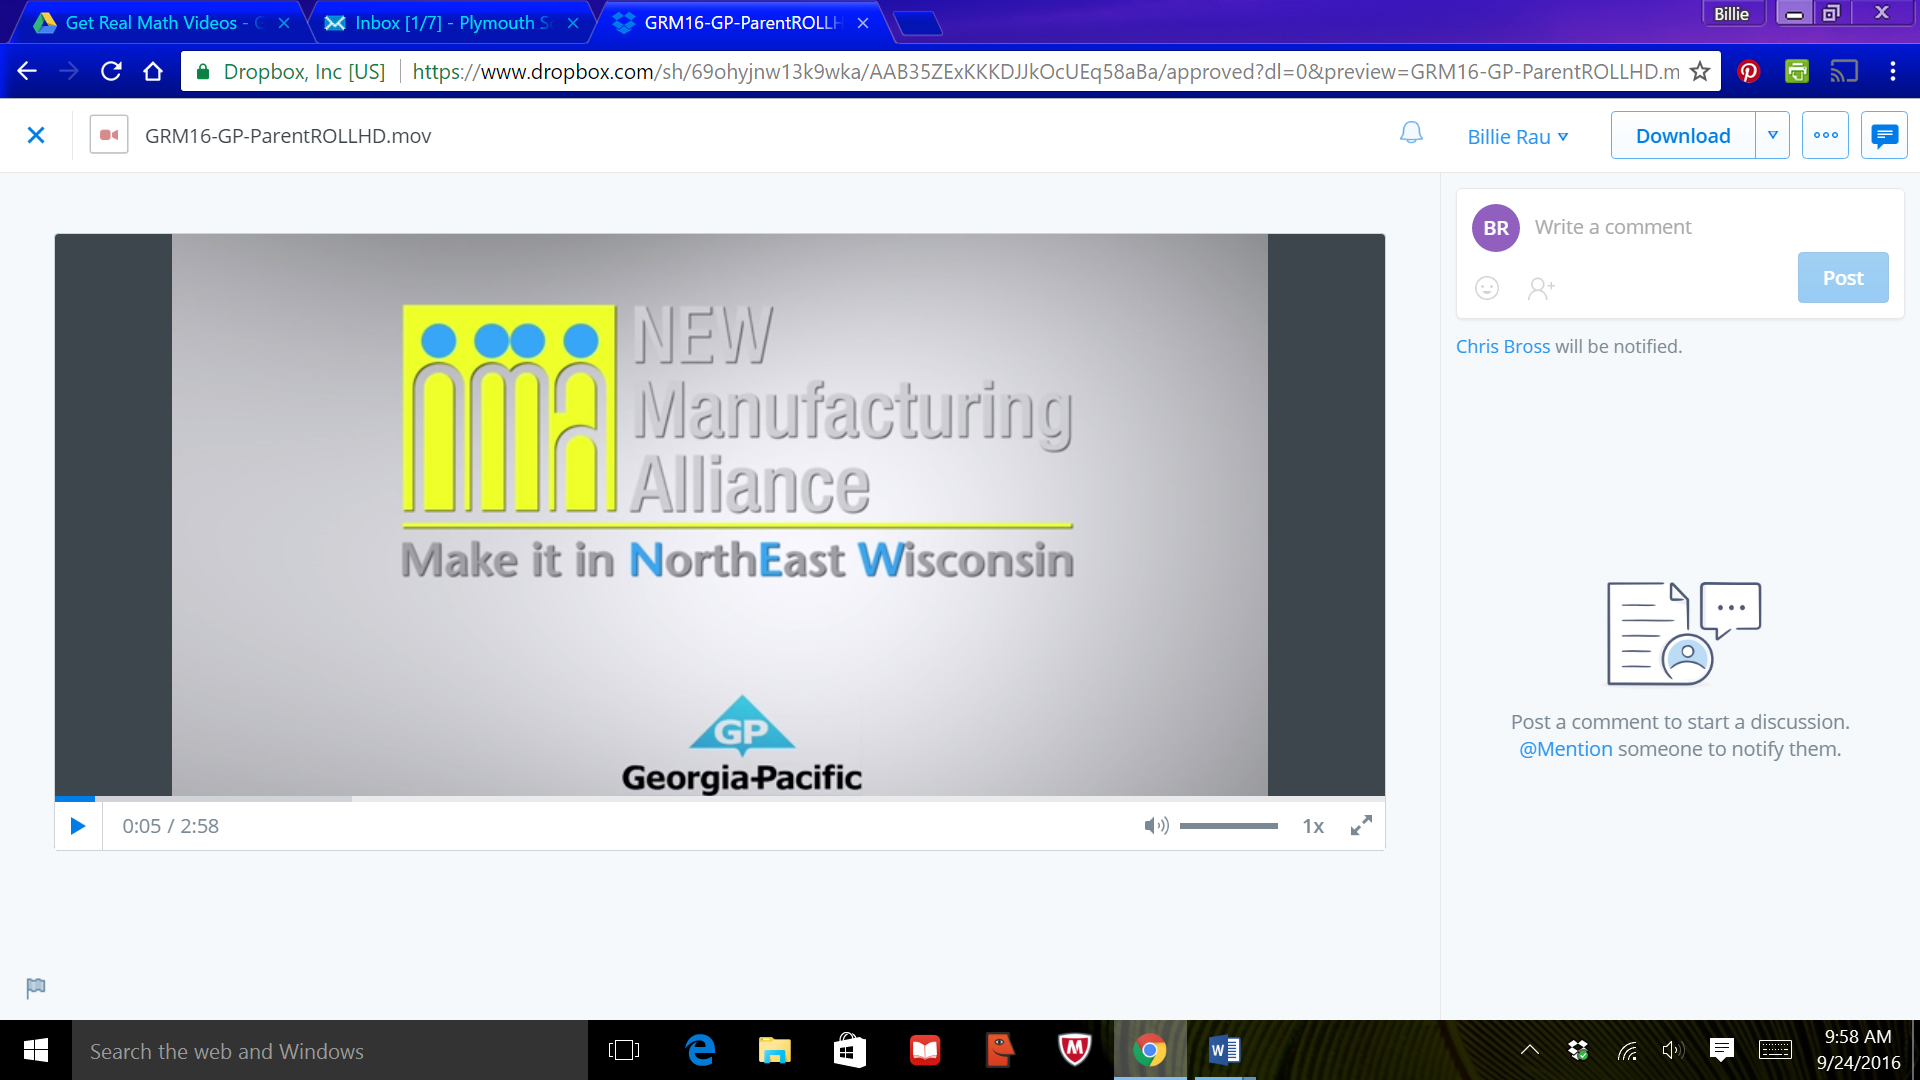 Get Real Math Videos - G
Inbox [1/7] - Plymouth Sc
GRM16-GP-ParentROLLH
Billie
Dropbox, Inc [US]
https://www.dropbox.com/sh/69ohyjnw13k9wka/AAB35ZExKKKDJJkOcUEq58aBa/approved?dl=0&preview=GRM16-GP-ParentROLLHD.m
GRM16-GP-ParentROLLHD.mov
Billie Rau
Download
BR
Write a comment
Post
Chris Bross will be notified.
nma
NEW
Manufacturing
Alliance
Make it in NorthEast Wisconsin
GP
Georgia-Pacific
0:05 / 2:58
1x
Post a comment to start a discussion.
@Mention someone to notify them.
Search the web and Windows
9:58 AM
9/24/2016